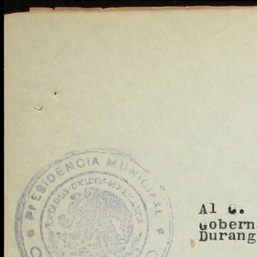 PRESIDENCIA MUNICIPAL
Al C.
Gobern
Durang